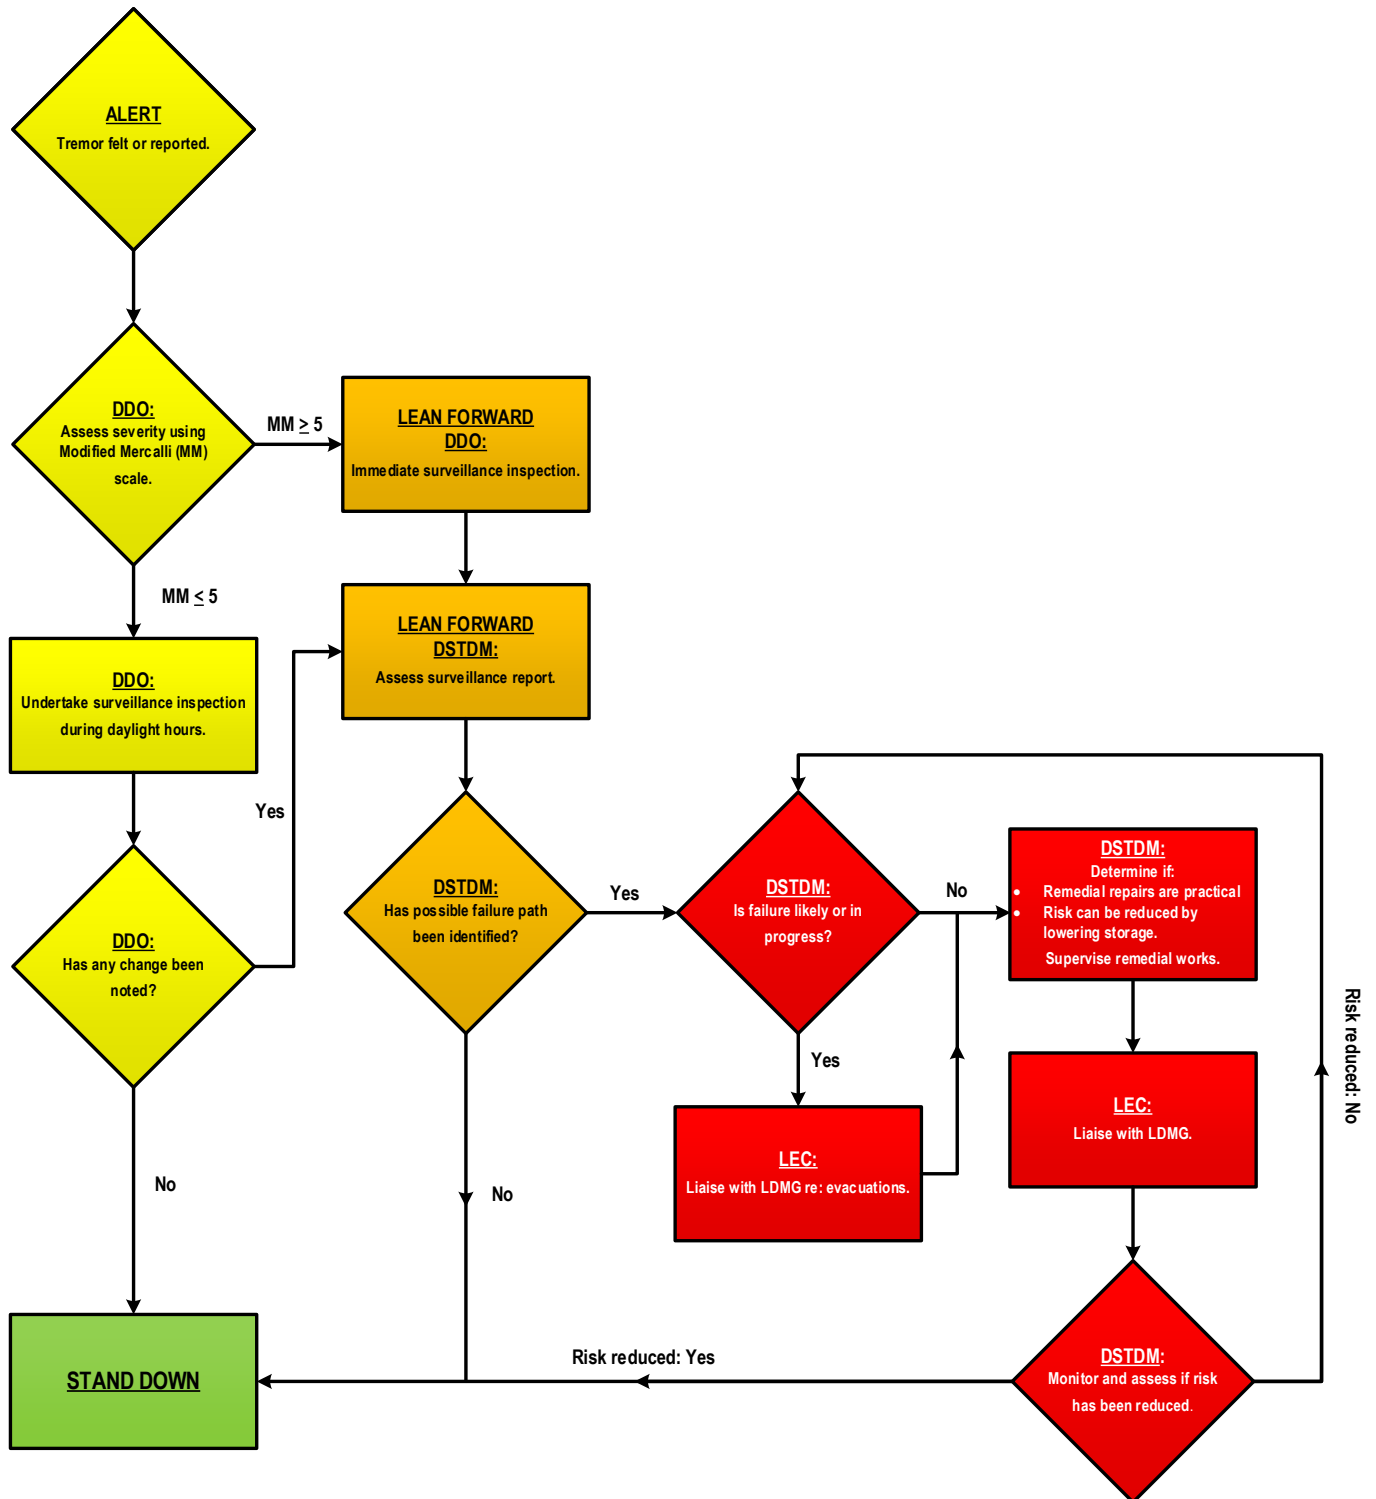 ALERT
Tremor felt or reported.
DDO:
Assess severity using
Modified Mercalli (MM)
scale.
MM ≥ 5
LEAN FORWARD
DDO:
Immediate surveillance inspection.
MM ≤ 5
LEAN FORWARD
DSTDM:
Assess surveillance report.
DDO:
Undertake surveillance inspection
during daylight hours.
Yes
DDO:
Has any change been
noted?
No
DSTDM:
Has possible failure path
been identified?
Yes
No
DSTDM:
Is failure likely or in
progress?
No
Yes
DSTDM:
Determine if:
• Remedial repairs are practical
• Risk can be reduced by
lowering storage.
Supervise remedial works.
LEC:
Liaise with LDMG re: evacuations.
LEC:
Liaise with LDMG.
Risk reduced: No
DSTDM:
Monitor and assess if risk
has been reduced.
Risk reduced: Yes
STAND DOWN